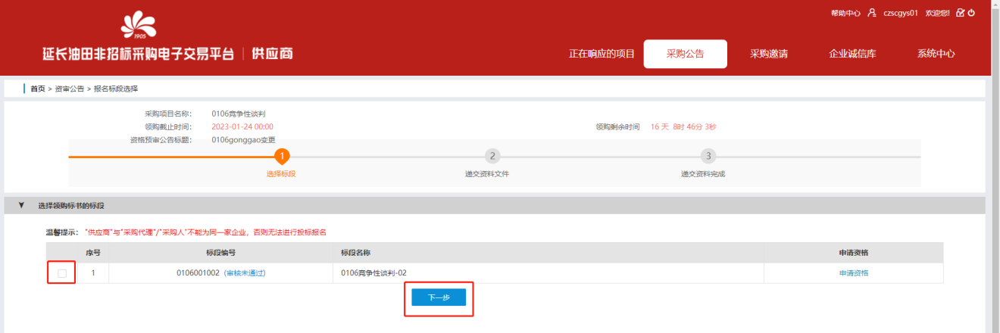 帮助中心 czscgys01 欢迎您!
1905
延长油田非招标采购电子交易平台 | 供应商
正在响应的项目 采购公告 采购邀请 企业诚信库 系统中心
首页 > 资审公告 > 报名标段选择
采购项目名称: 0106竞争性谈判
领购截止时间: 2023-01-24 00:00 领购剩余时间 16 天 8时 46分 3秒
资格预审公告标题: 0106gonggao变更
1 2 3
选择标段 递交资料文件 递交资料完成
选择领购标书的标段
温馨提示: "供应商"与"采购代理"/"采购人"不能为同一家企业，否则无法进行投标报名
序号 标段编号 标段名称 申请资格
1 0106001002 (审核未通过) 0106竞争性谈判-02 申请资格
下一步